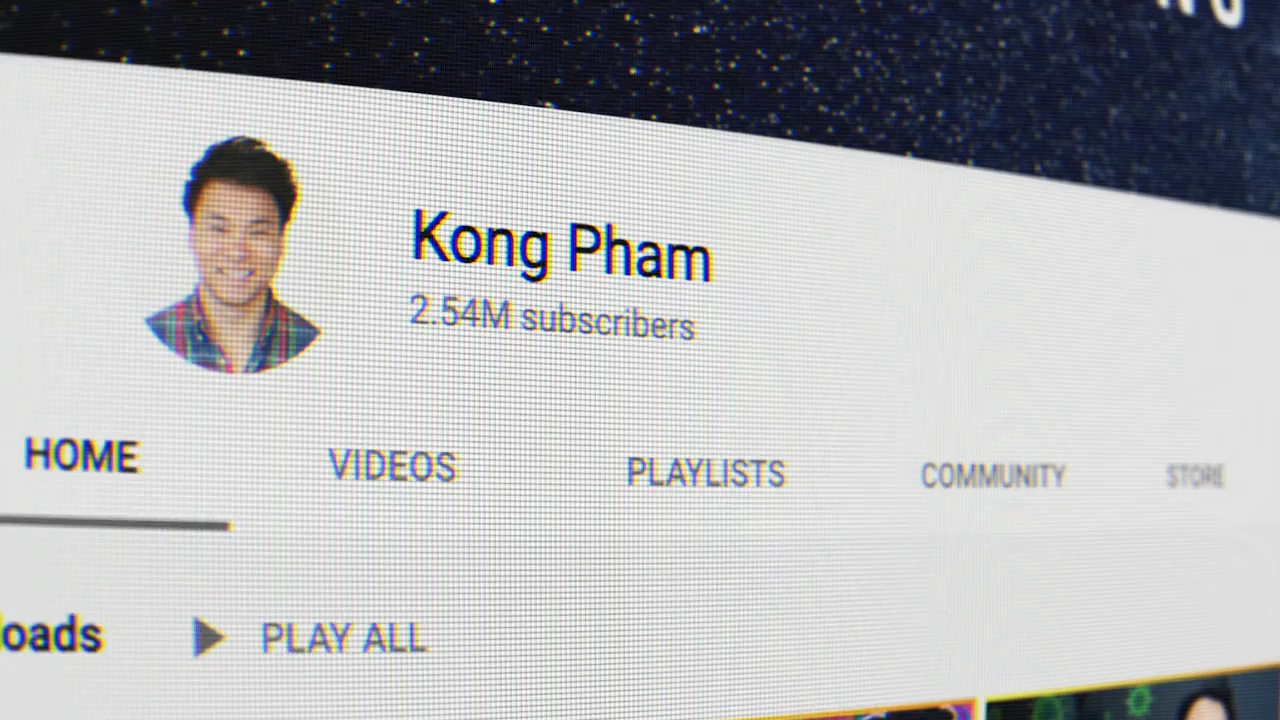 Kong Pham
2.54M subscribers
HOME VIDEOS PLAYLISTS COMMUNITY STORE
loads PLAY ALL